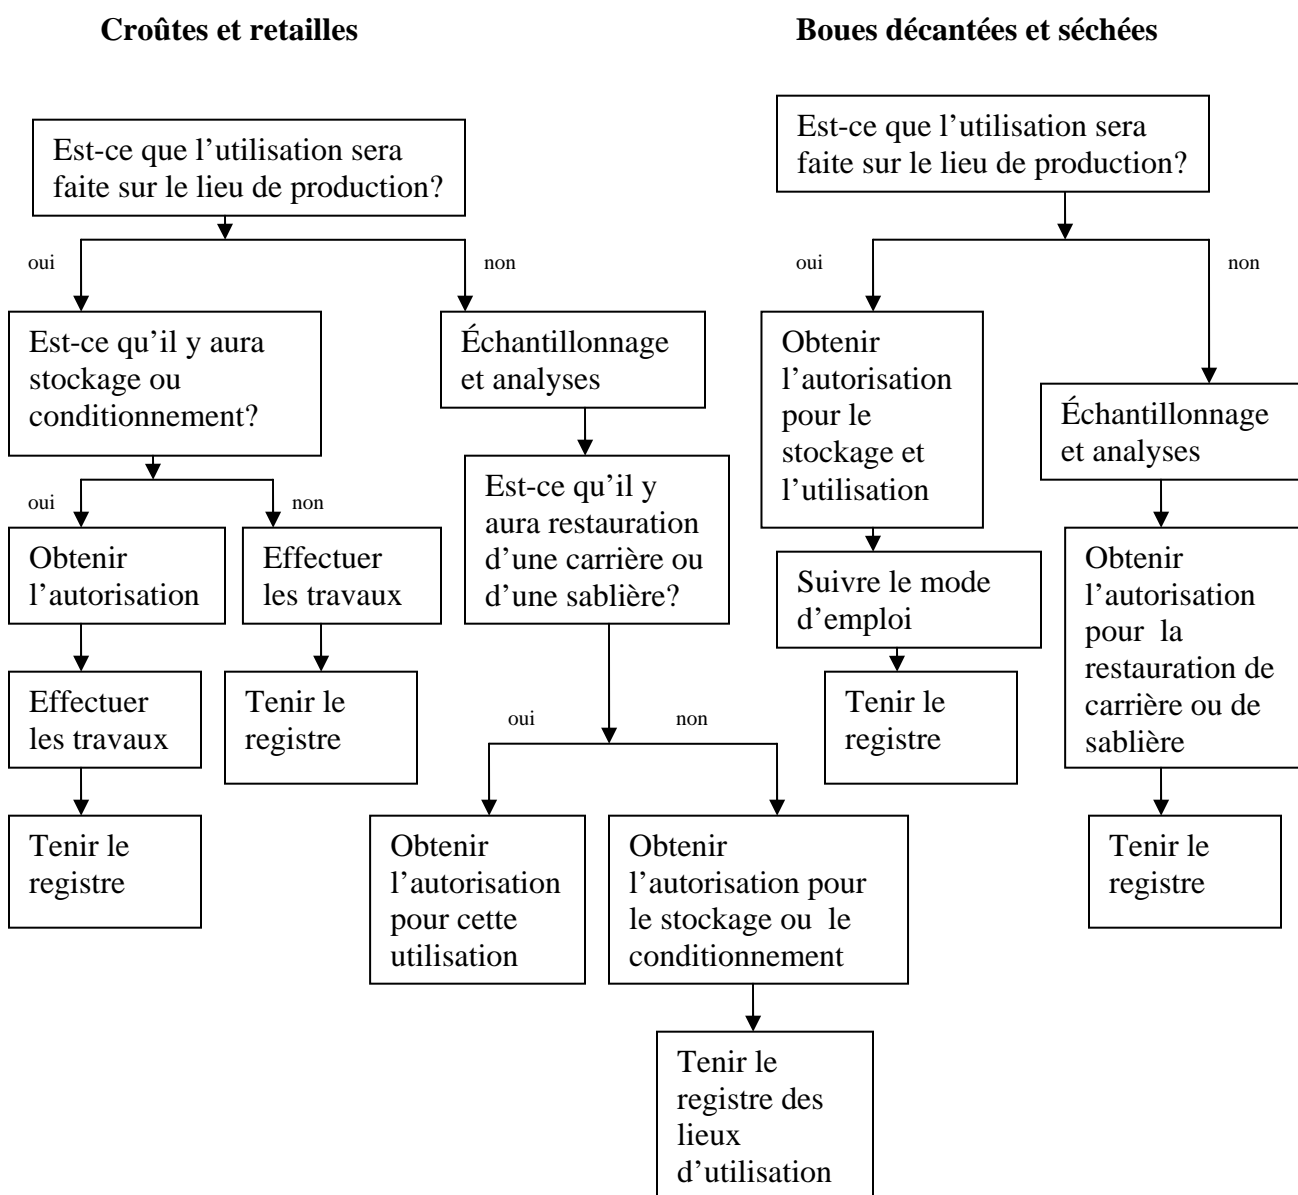 Croûtes et retailles
Est-ce que l’utilisation sera
faite sur le lieu de production?
oui
non
Est-ce qu’il y aura
stockage ou
conditionnement?
oui
non
Obtenir
l’autorisation
Effectuer
les travaux
Tenir le
registre
Effectuer
les travaux
Tenir le
registre
Échantillonnage
et analyses
Est-ce qu’il y
aura restauration
d’une carrière ou
d’une sablière?
oui
non
Obtenir
l’autorisation
pour cette
utilisation
Obtenir
l’autorisation pour
le stockage ou  le
conditionnement
Tenir le
registre des
lieux
d’utilisation
Boues décantées et séchées
Est-ce que l’utilisation sera
faite sur le lieu de production?
oui
non
Obtenir
l’autorisation
pour le
stockage et
l’utilisation
Suivre le mode
d’emploi
Tenir le
registre
Échantillonnage
et analyses
Obtenir
l’autorisation
pour  la
restauration de
carrière ou de
sablière
Tenir le
registre